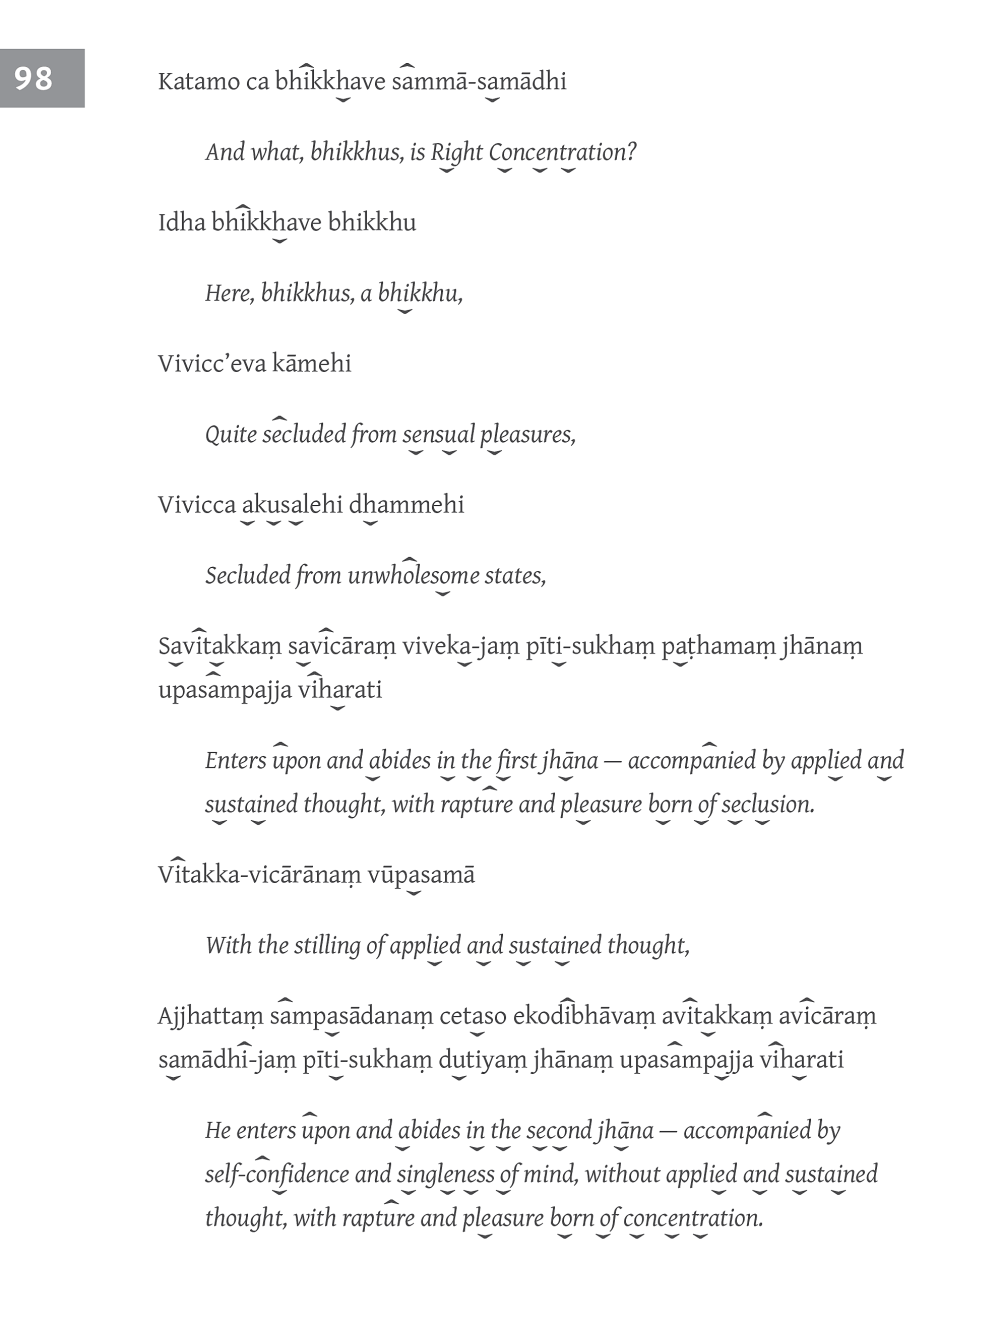 98
Katamo ca bhikkhave sammā-samādhi
And what, bhikkhus, is Right Concentration?
Idha bhikkhave bhikkhu
Here, bhikkhus, a bhikkhu,
Vivicc’eva kāmehi
Quite secluded from sensual pleasures,
Vivicca akusalehi dhammehi
Secluded from unwholesome states,
Savitakkaṃ savicāraṃ viveka-jaṃ pīti-sukhaṃ paṭhamaṃ jhānaṃ
upasampajja viharati
Enters upon and abides in the first jhāna — accompanied by applied and
sustained thought, with rapture and pleasure born of seclusion.
Vitakka-vicārānaṃ vūpasamā
With the stilling of applied and sustained thought,
Ajjhattaṃ sampasādanaṃ cetaso ekodibhāvaṃ avitakkaṃ avicāraṃ
samādhi-jaṃ pīti-sukhaṃ dutiyaṃ jhānaṃ upasampajja viharati
He enters upon and abides in the second jhāna — accompanied by
self-confidence and singleness of mind, without applied and sustained
thought, with rapture and pleasure born of concentration.